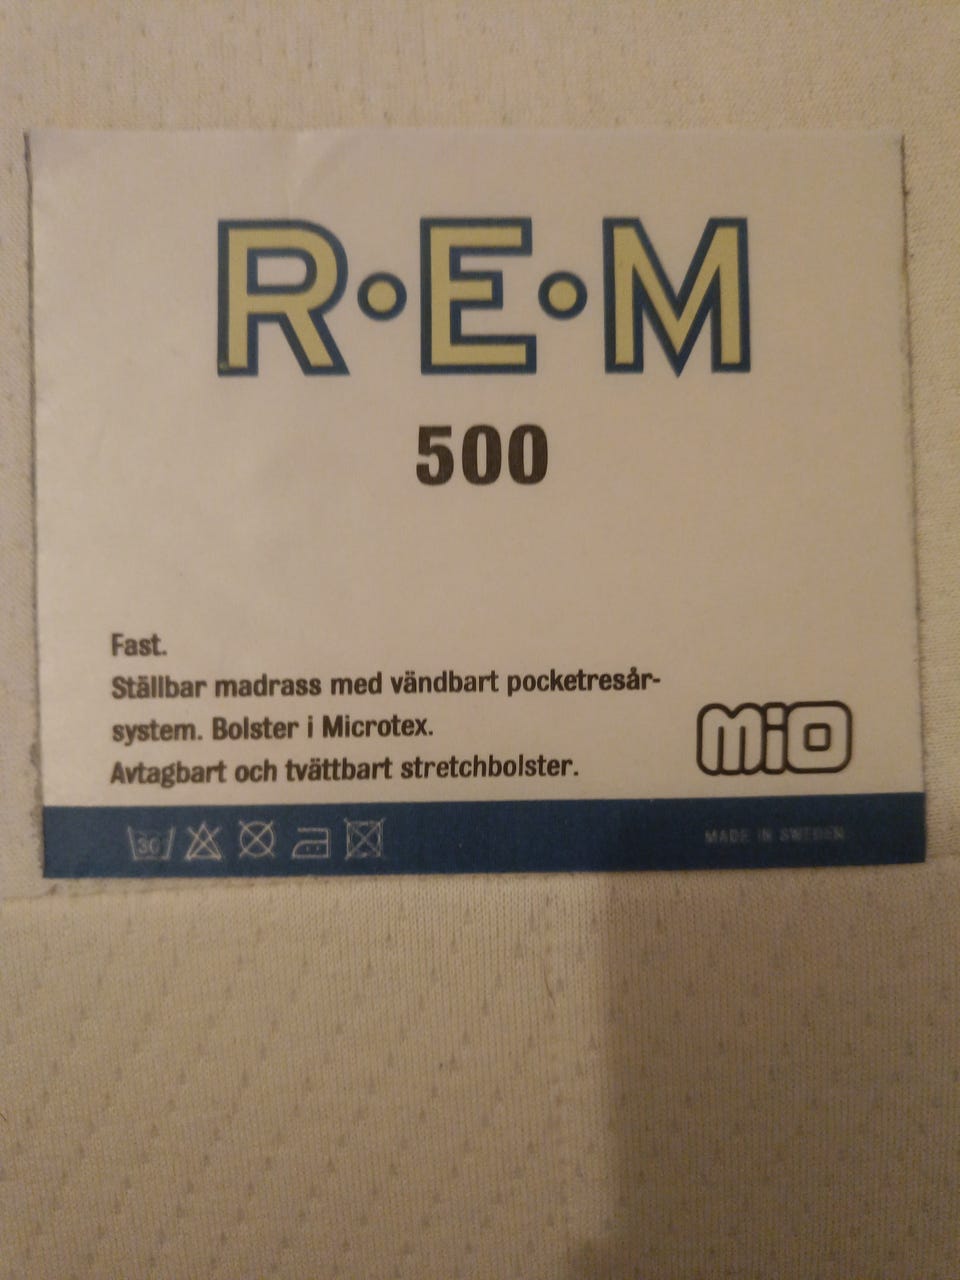 R·E·M
500
Fast.
Ställbar madrass med vändbart pocketresår-
system. Bolster i Microtex.
Avtagbart och tvättbart stretchbolster.
mio
30
MADE IN SWEDEN